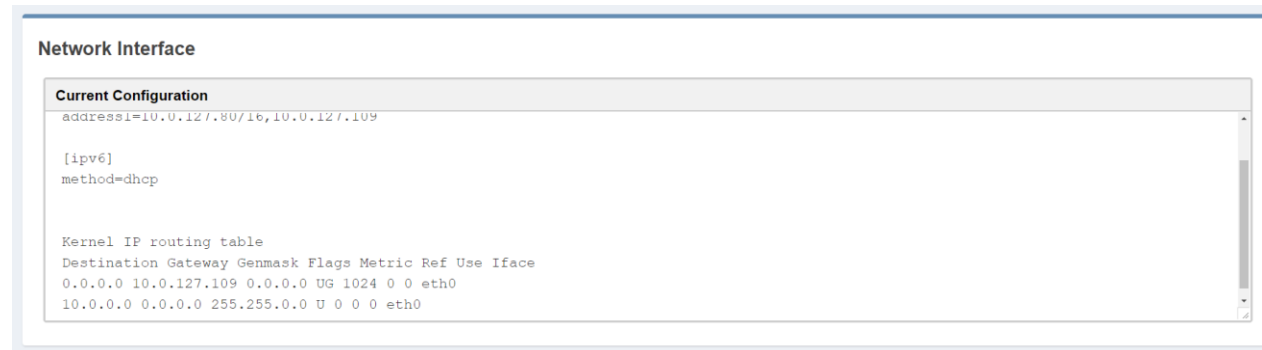 Network Interface
Current Configuration
address1=10.0.127.80/16,10.0.127.109
[ipv6]
method=dhcp
Kernel IP routing table
Destination Gateway Genmask Flags Metric Ref Use Iface
0.0.0.0 10.0.127.109 0.0.0.0 UG 1024 0 0 eth0
10.0.0.0 0.0.0.0 255.255.0.0 U 0 0 0 eth0